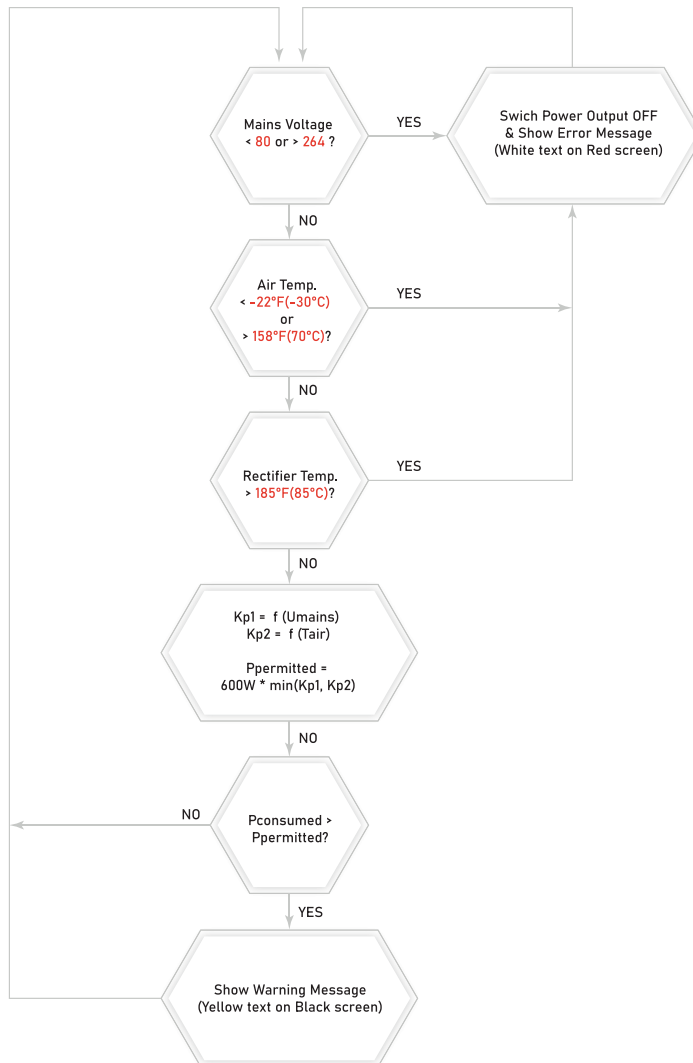 Mains Voltage
< 80 or > 264 ?
YES
Swich Power Output OFF
& Show Error Message
(White text on Red screen)
NO
Air Temp.
< -22°F(-30°C)
or
> 158°F(70°C)?
YES
NO
Rectifier Temp.
> 185°F(85°C)?
YES
NO
Kp1 = f (Umains)
Kp2 = f (Tair)
Ppermitted =
600W * min(Kp1, Kp2)
NO
Pconsumed >
Ppermitted?
NO
YES
Show Warning Message
(Yellow text on Black screen)